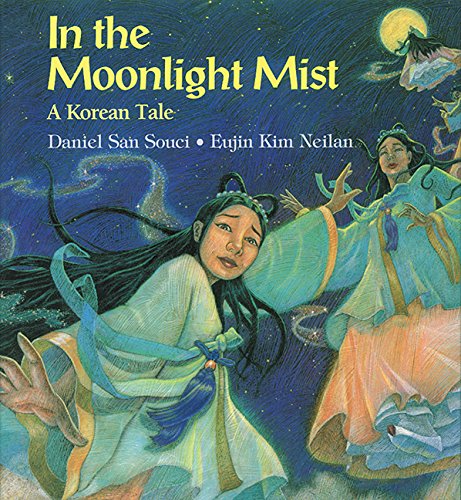 In the
Moonlight Mist
A Korean Tale
Daniel San Souci • Eujin Kim Neilan